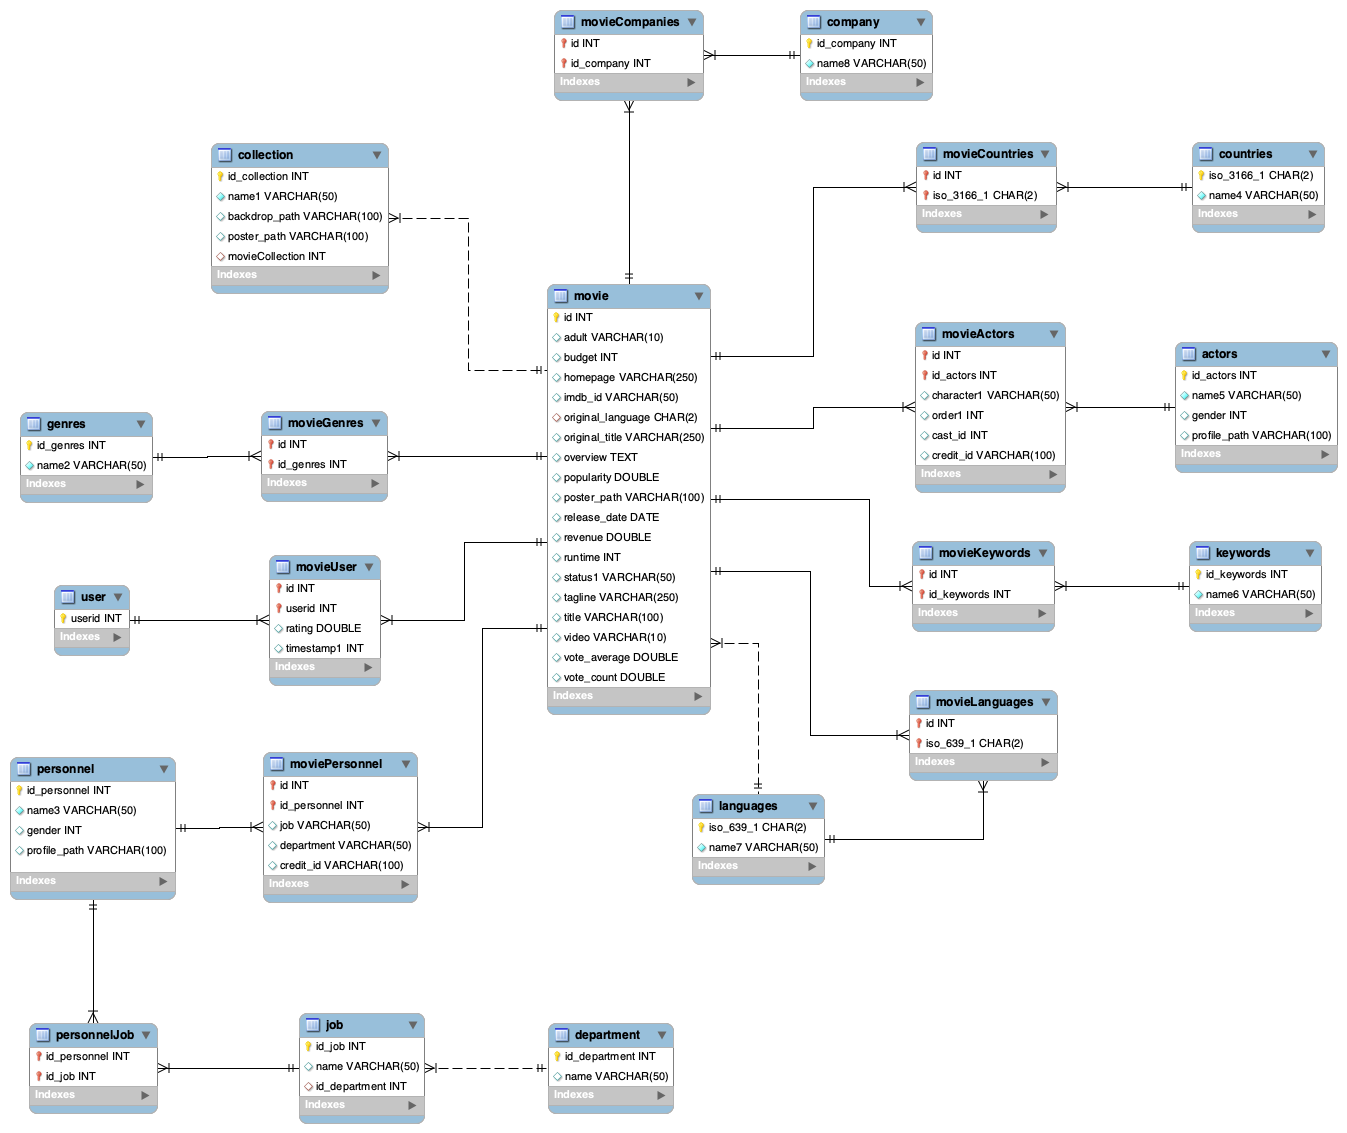 movieCompanies
id INT
id_company INT
Indexes
company
id_company INT
name8 VARCHAR(50)
Indexes
collection
id_collection INT
name1 VARCHAR(50)
backdrop_path VARCHAR(100)
poster_path VARCHAR(100)
movieCollection INT
Indexes
movieCountries
id INT
iso_3166_1 CHAR(2)
Indexes
countries
iso_3166_1 CHAR(2)
name4 VARCHAR(50)
Indexes
movie
id INT
adult VARCHAR(10)
budget INT
homepage VARCHAR(250)
imdb_id VARCHAR(50)
original_language CHAR(2)
original_title VARCHAR(250)
overview TEXT
popularity DOUBLE
poster_path VARCHAR(100)
release_date DATE
revenue DOUBLE
runtime INT
status1 VARCHAR(50)
tagline VARCHAR(250)
title VARCHAR(100)
video VARCHAR(10)
vote_average DOUBLE
vote_count DOUBLE
Indexes
movieActors
id INT
id_actors INT
character1 VARCHAR(50)
order1 INT
cast_id INT
credit_id VARCHAR(100)
Indexes
actors
id_actors INT
name5 VARCHAR(50)
gender INT
profile_path VARCHAR(100)
Indexes
genres
id_genres INT
name2 VARCHAR(50)
Indexes
movieGenres
id INT
id_genres INT
Indexes
movieUser
id INT
userid INT
rating DOUBLE
timestamp1 INT
Indexes
user
userid INT
Indexes
movieKeywords
id INT
id_keywords INT
Indexes
keywords
id_keywords INT
name6 VARCHAR(50)
Indexes
movieLanguages
id INT
iso_639_1 CHAR(2)
Indexes
languages
iso_639_1 CHAR(2)
name7 VARCHAR(50)
Indexes
personnel
id_personnel INT
name3 VARCHAR(50)
gender INT
profile_path VARCHAR(100)
Indexes
moviePersonnel
id INT
id_personnel INT
job VARCHAR(50)
department VARCHAR(50)
credit_id VARCHAR(100)
Indexes
personnelJob
id_personnel INT
id_job INT
Indexes
job
id_job INT
name VARCHAR(50)
id_department INT
Indexes
department
id_department INT
name VARCHAR(50)
Indexes